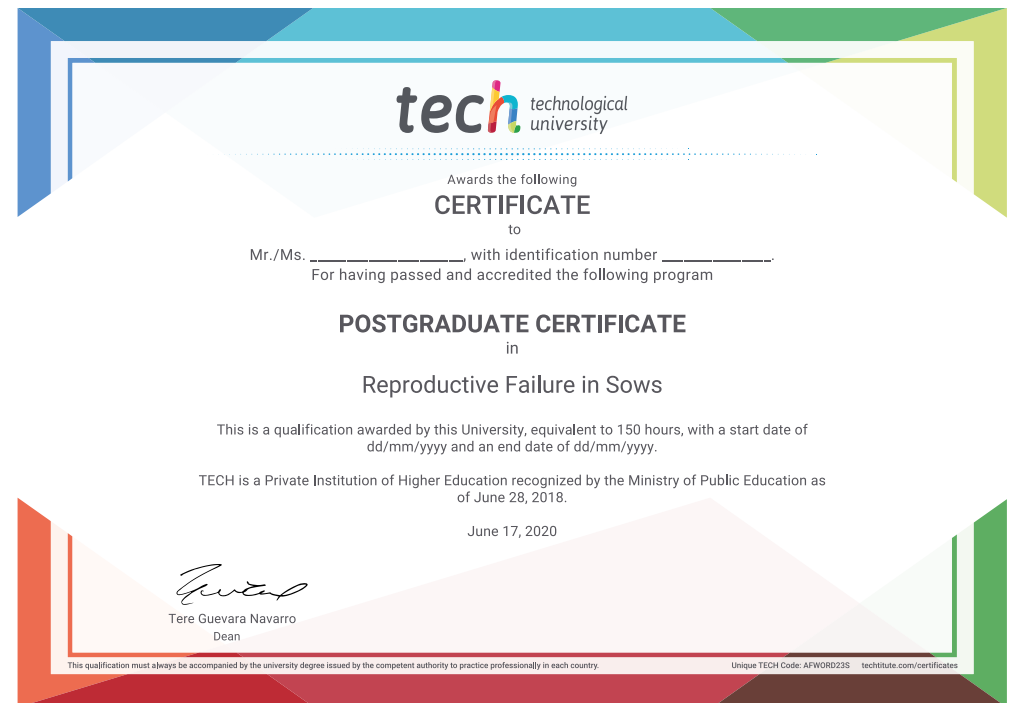 tech technological
university
Awards the following
CERTIFICATE
to
Mr./Ms. ____________________, with identification number ______________.
For having passed and accredited the following program
POSTGRADUATE CERTIFICATE
in
Reproductive Failure in Sows
This is a qualification awarded by this University, equivalent to 150 hours, with a start date of
dd/mm/yyyy and an end date of dd/mm/yyyy.
TECH is a Private Institution of Higher Education recognized by the Ministry of Public Education as
of June 28, 2018.
June 17, 2020
Tere Guevara Navarro
Dean
This qualification must always be accompanied by the university degree issued by the competent authority to practice professionally in each country.
Unique TECH Code: AFWORD23S techtitute.com/certificates